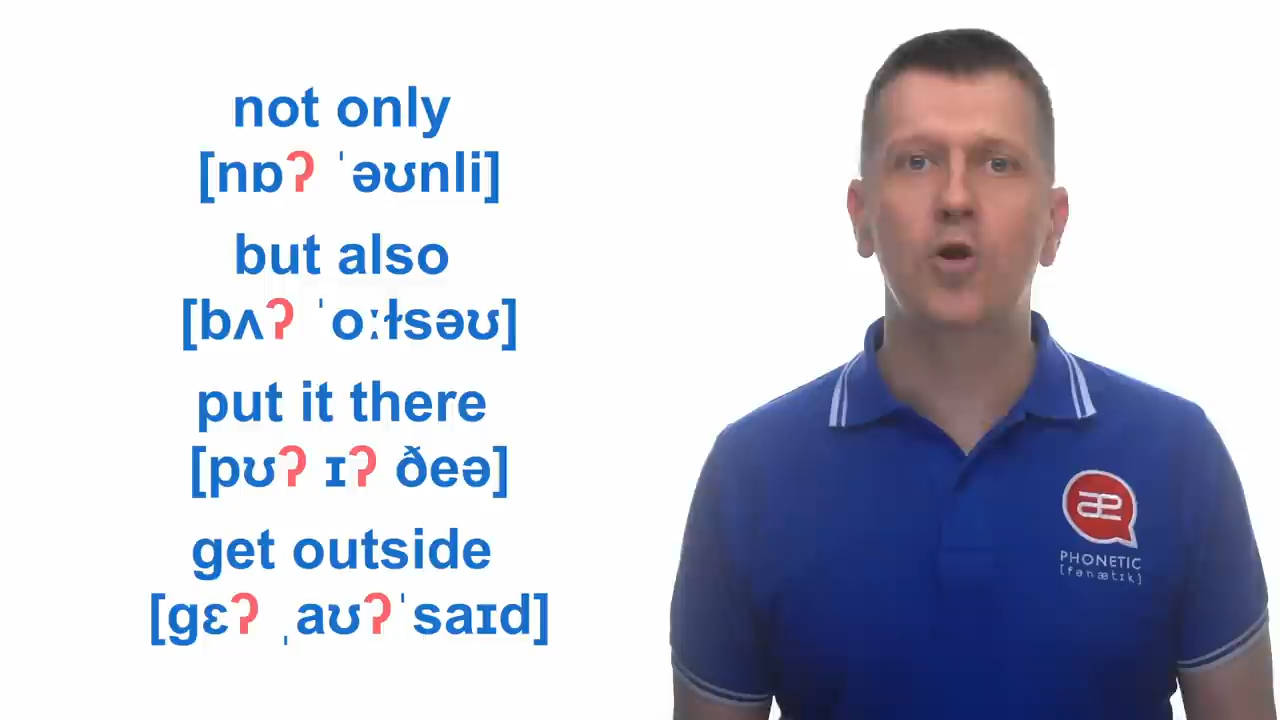 not only
[nɒʔ ˈəʊnli]
but also
[bʌʔ ˈoːɫsəʊ]
put it there
[pʊʔ ɪʔ ðeə]
get outside
[gɛʔ ˌaʊʔˈsaɪd]
æ
PHONETIC
[fənætɪk]